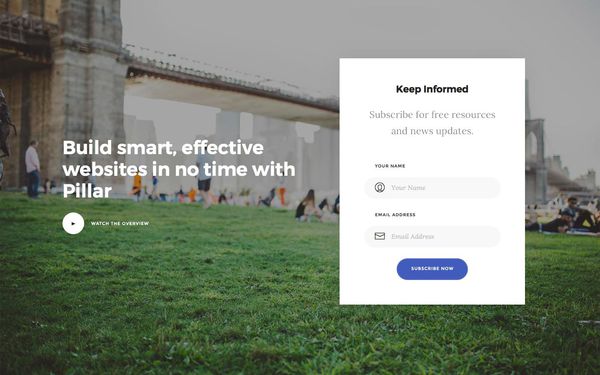 Build smart, effective
websites in no time with
Pillar
WATCH THE OVERVIEW
Keep Informed
Subscribe for free resources
and news updates.
YOUR NAME
Your Name
EMAIL ADDRESS
Email Address
SUBSCRIBE NOW